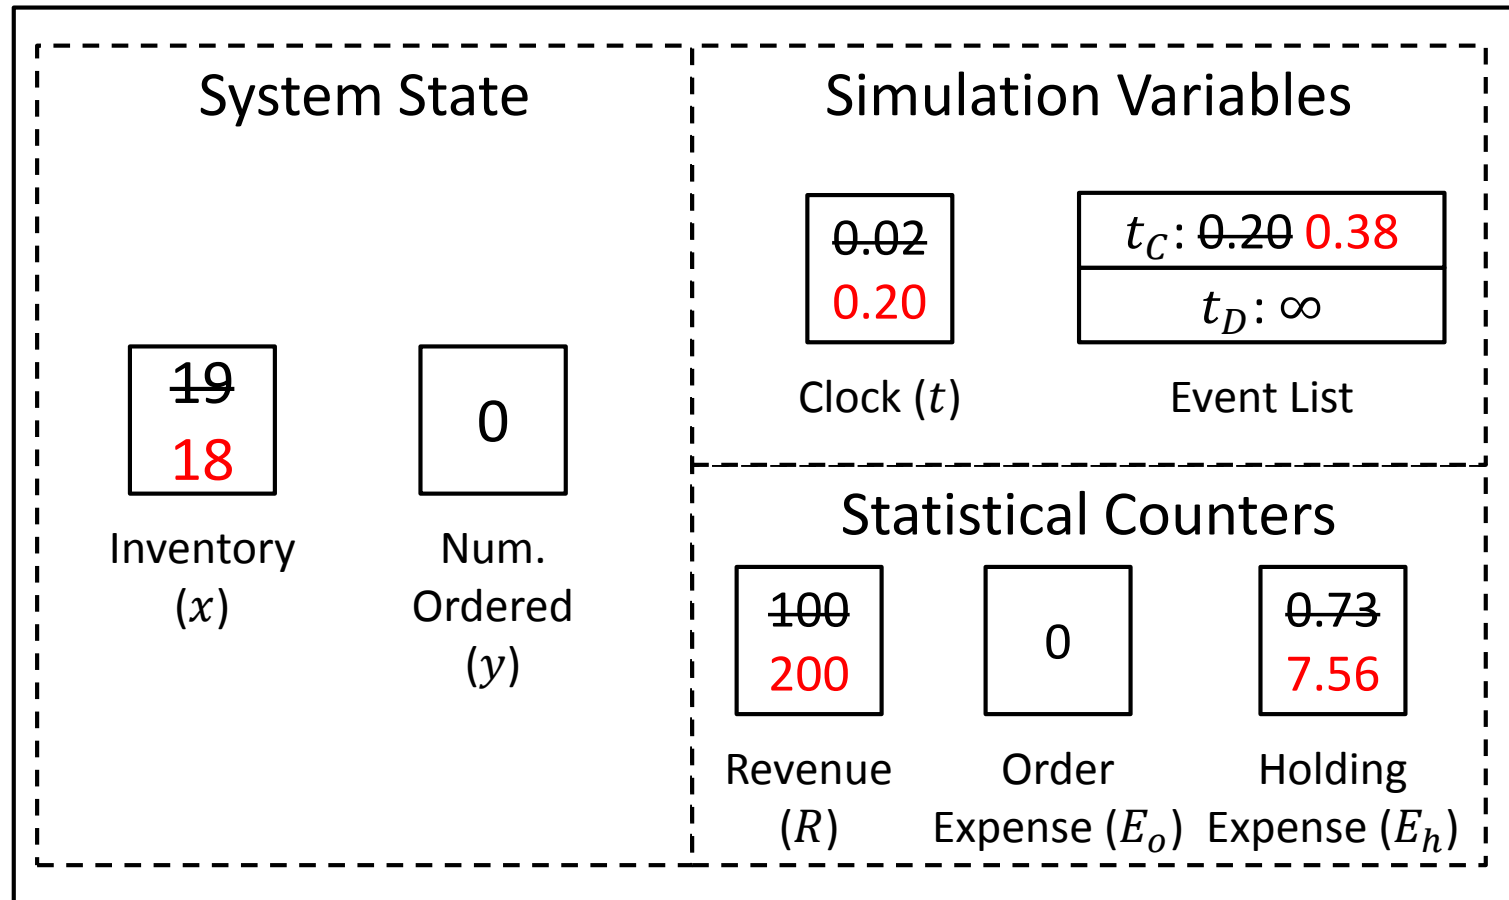 System State
19
18
0
Inventory
(x)
Num.
Ordered
(y)
Simulation Variables
0.02
0.20
t_C: 0.20 0.38
t_D: ∞
Clock (t)
Event List
Statistical Counters
100
200
0
0.73
7.56
Revenue
(R)
Order
Expense (E_o)
Holding
Expense (E_h)